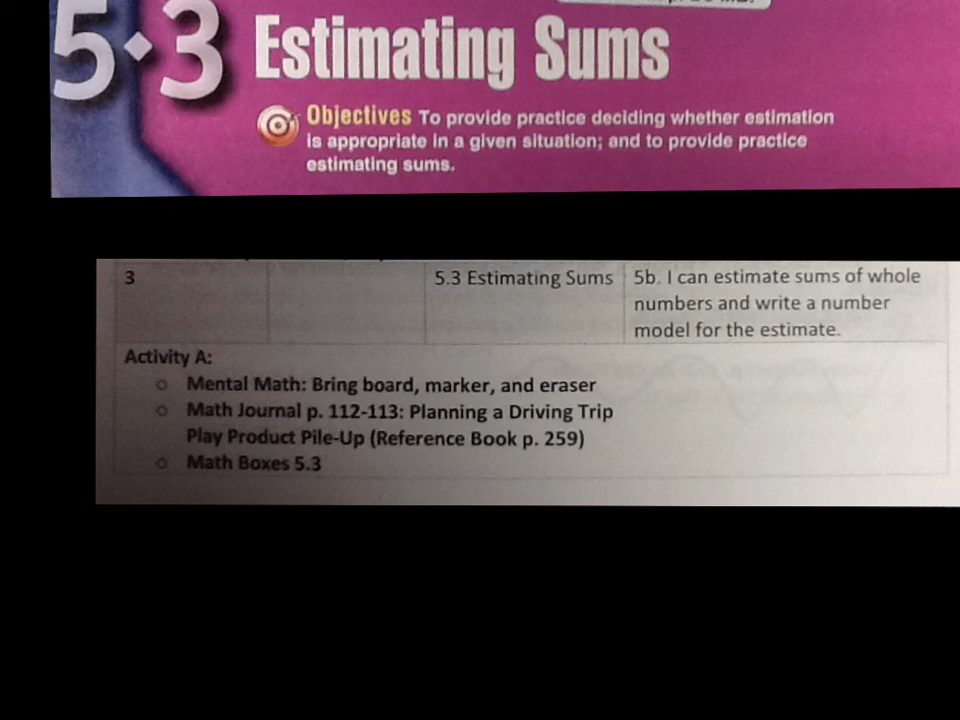 5•3 Estimating Sums
Objectives To provide practice deciding whether estimation
is appropriate in a given situation; and to provide practice
estimating sums.
3 5.3 Estimating Sums 5b. I can estimate sums of whole
numbers and write a number
model for the estimate.
Activity A:
o Mental Math: Bring board, marker, and eraser
o Math Journal p. 112-113: Planning a Driving Trip
Play Product Pile-Up (Reference Book p. 259)
o Math Boxes 5.3